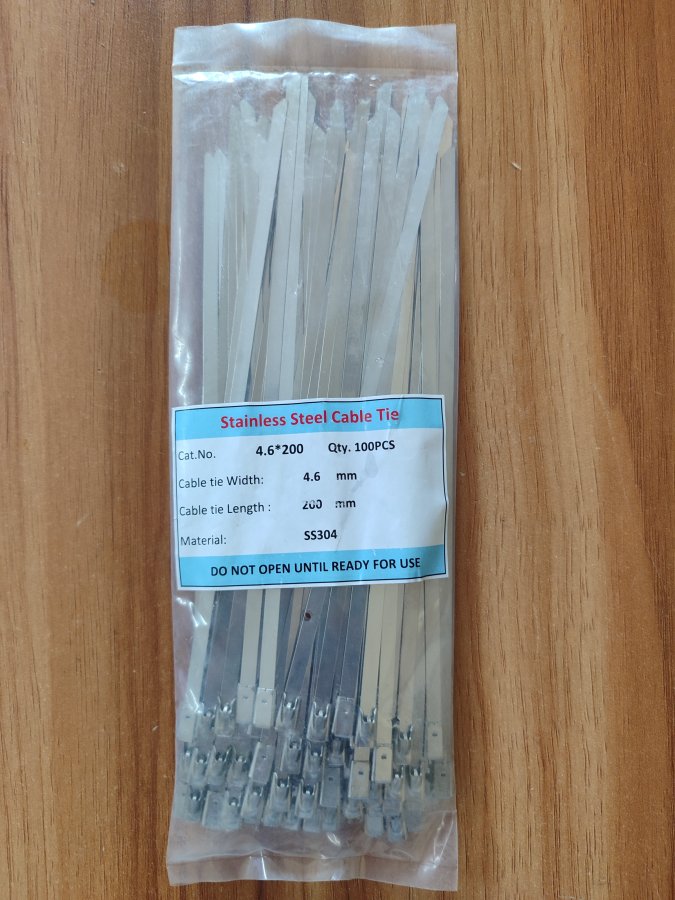 Stainless Steel Cable Tie
Cat.No. 4.6*200 Qty. 100PCS
Cable tie Width: 4.6 mm
Cable tie Length : 200 mm
Material: SS304
DO NOT OPEN UNTIL READY FOR USE